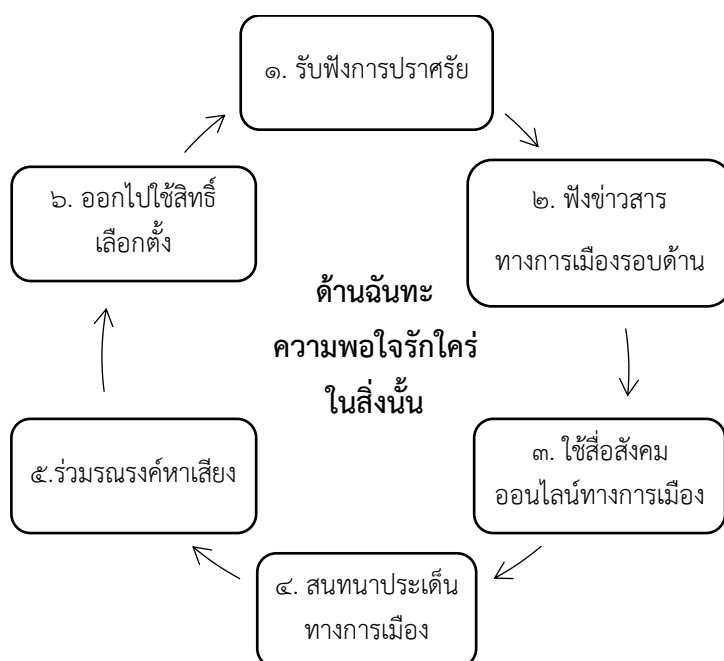 ๑. รับฟังการปราศรัย
๒. ฟังข่าวสาร
ทางการเมืองรอบด้าน
๓. ใช้สื่อสังคม
ออนไลน์ทางการเมือง
๔. สนทนาประเด็น
ทางการเมือง
๕.ร่วมรณรงค์หาเสียง
๖. ออกไปใช้สิทธิ์
เลือกตั้ง
ด้านฉันทะ
ความพอใจรักใคร่
ในสิ่งนั้น